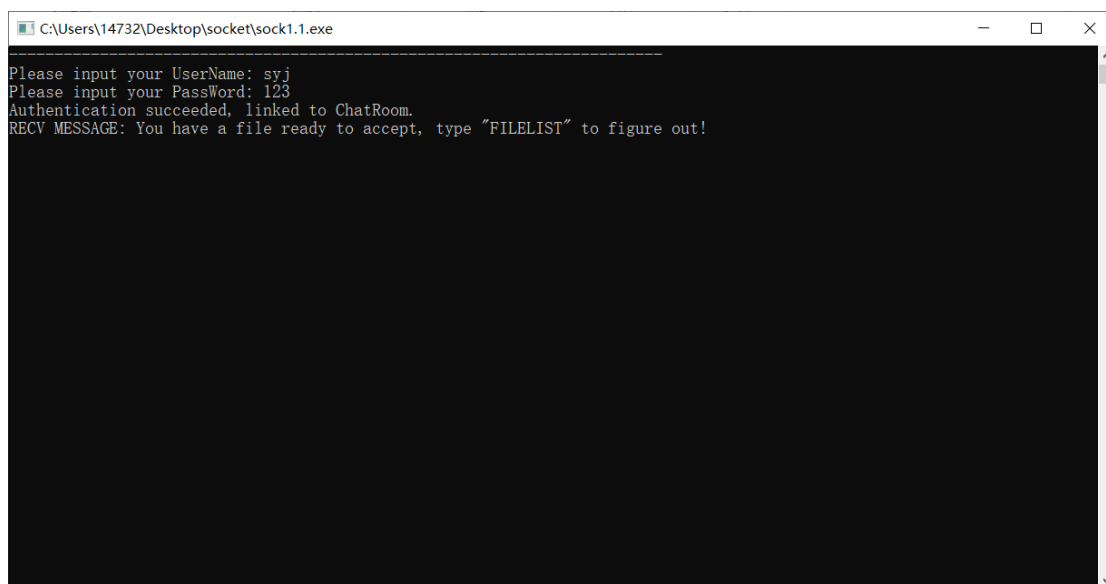 C:\Users\14732\Desktop\socket\sock1.1.exe
------------------------------------------------------------------------
Please input your UserName: syj
Please input your PassWord: 123
Authentication succeeded, linked to ChatRoom.
RECV MESSAGE: You have a file ready to accept, type "FILELIST" to figure out!